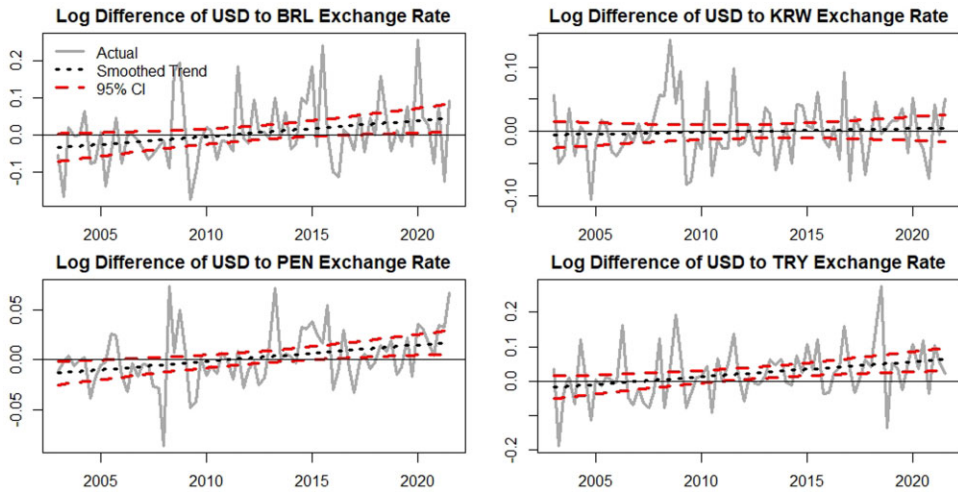 Log Difference of USD to BRL Exchange Rate
0.2
0.1
0.0
-0.1
Actual
Smoothed Trend
95% CI
2005 2010 2015 2020
Log Difference of USD to KRW Exchange Rate
0.10
0.00
-0.10
2005 2010 2015 2020
Log Difference of USD to PEN Exchange Rate
0.05
0.00
-0.05
2005 2010 2015 2020
Log Difference of USD to TRY Exchange Rate
0.2
0.1
0.0
-0.2
2005 2010 2015 2020